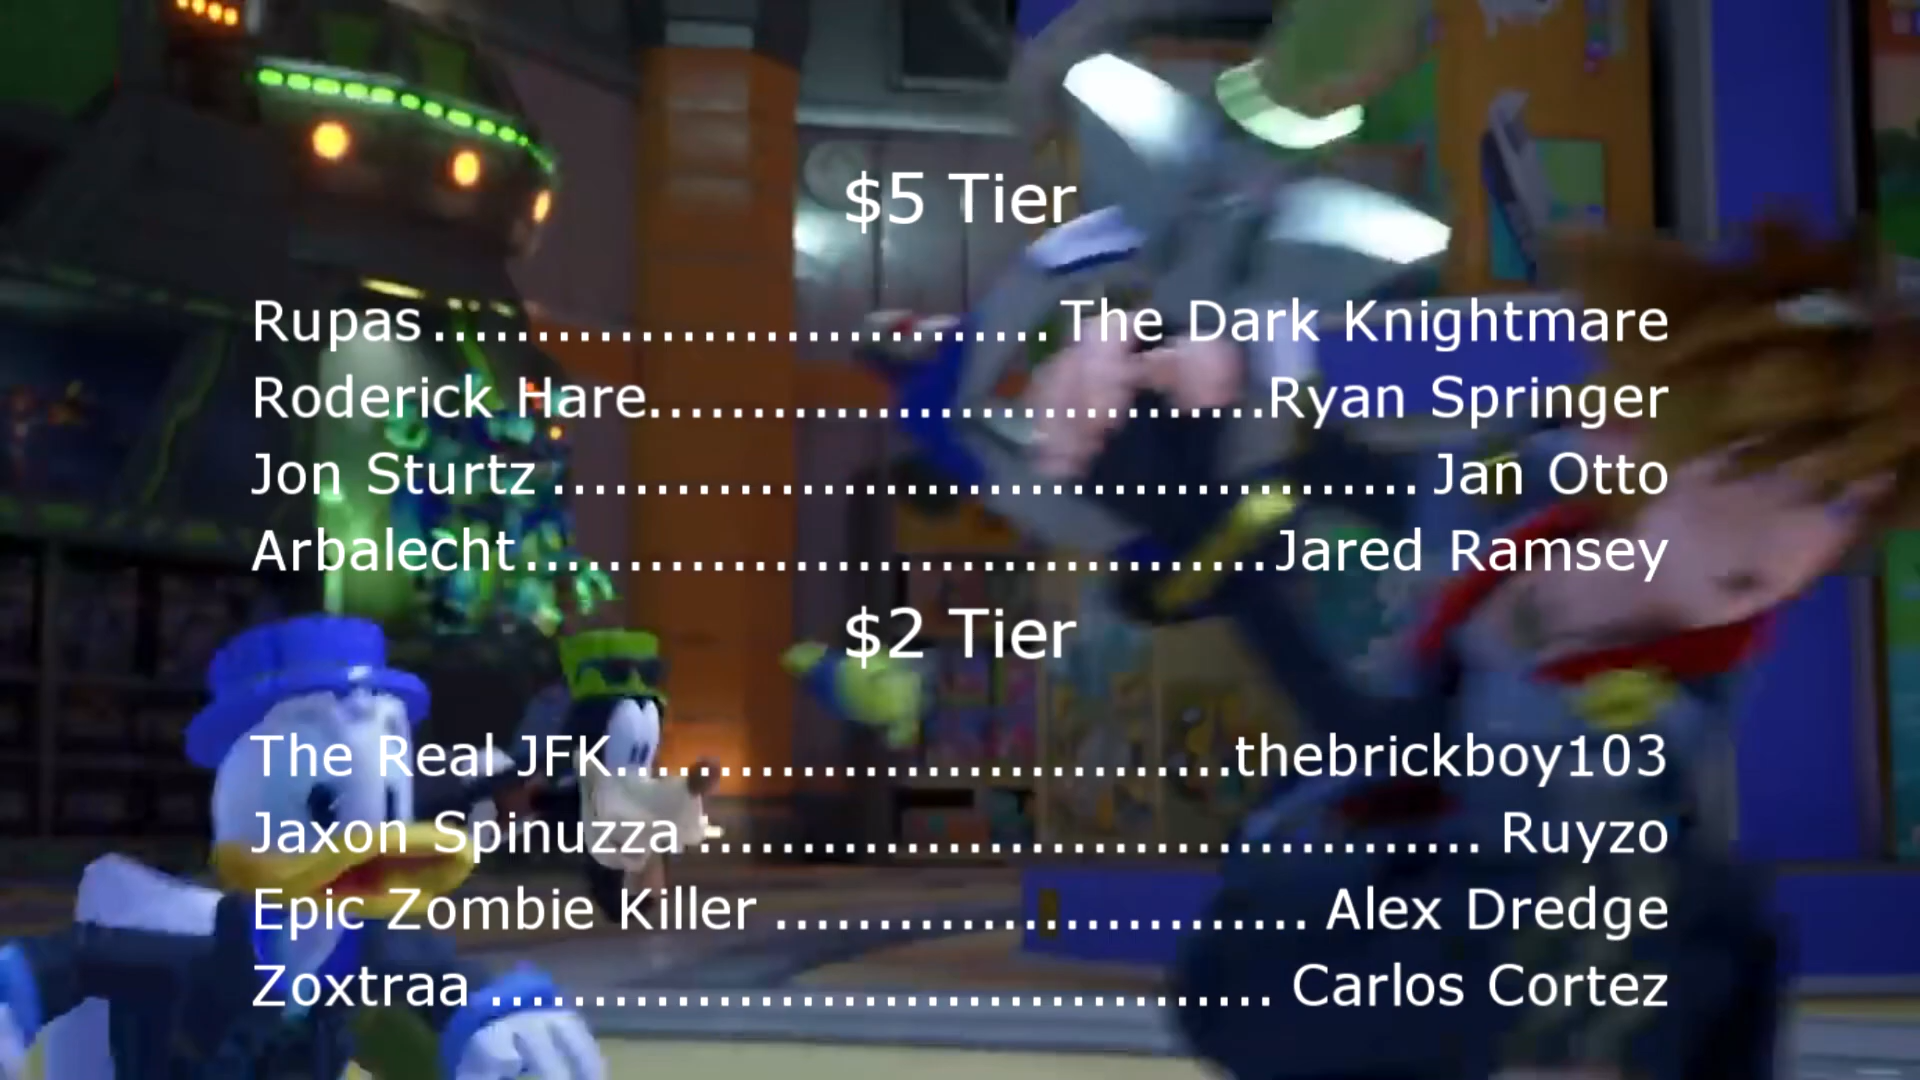 $5 Tier
Rupas..............................The Dark Knightmare
Roderick Hare..............................Ryan Springer
Jon Sturtz..........................................Jan Otto
Arbalecht....................................Jared Ramsey
$2 Tier
The Real JFK..............................thebrickboy103
Jaxon Spinuzza......................................Ruyzo
Epic Zombie Killer..........................Alex Dredge
Zoxtraa......................................Carlos Cortez